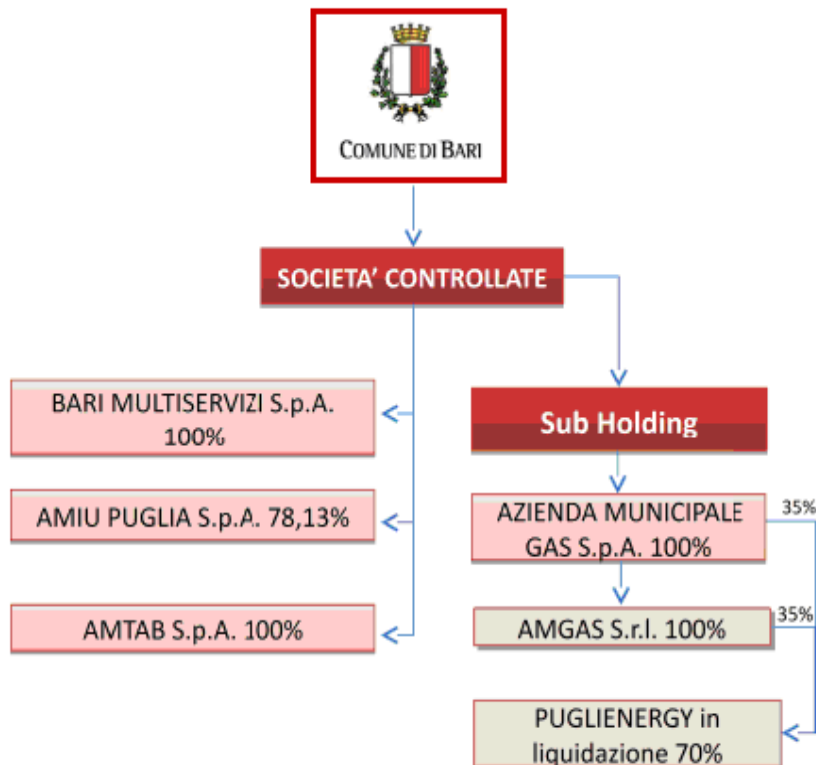 COMUNE DI BARI
SOCIETA’ CONTROLLATE
BARI MULTISERVIZI S.p.A.
100%
AMIU PUGLIA S.p.A. 78,13%
AMTAB S.p.A. 100%
Sub Holding
AZIENDA MUNICIPALE
GAS S.p.A. 100%
35%
AMGAS S.r.l. 100%
35%
PUGLIENERGY in
liquidazione 70%